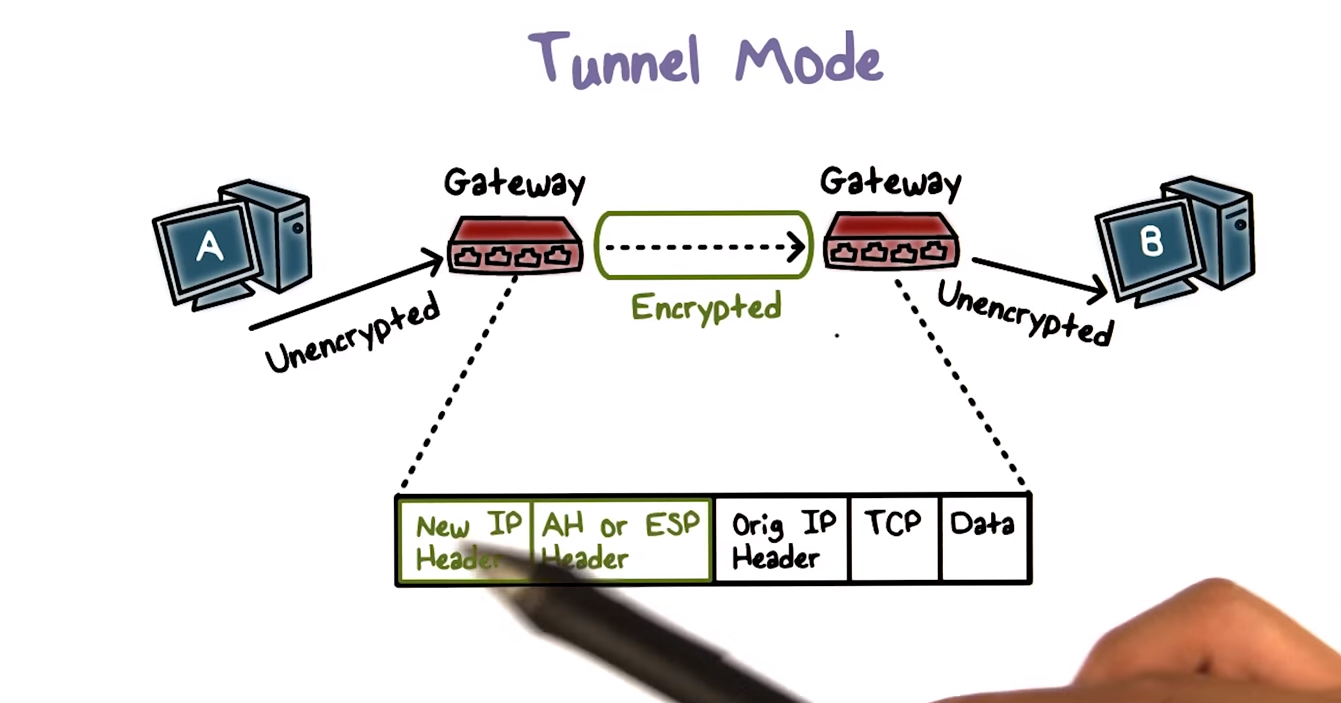 Tunnel Mode
Gateway
Gateway
A
B
Unencrypted
Encrypted
Unencrypted
New IP
Header
AH or ESP
Header
Orig IP
Header
TCP
Data